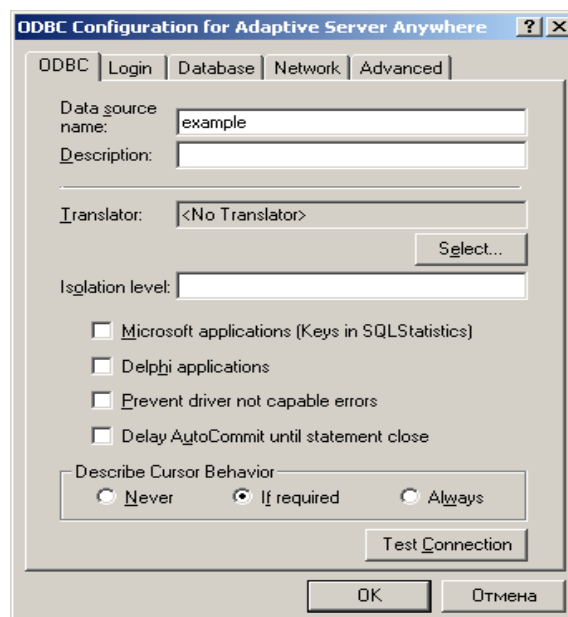 ODBC Configuration for Adaptive Server Anywhere
ODBC Login Database Network Advanced
Data source
name:
example
Description:
Translator: <No Translator>
Select...
Isolation level:
Microsoft applications (Keys in SQLStatistics)
Delphi applications
Prevent driver not capable errors
Delay AutoCommit until statement close
Describe Cursor Behavior
Never If required Always
Test Connection
OK Отмена